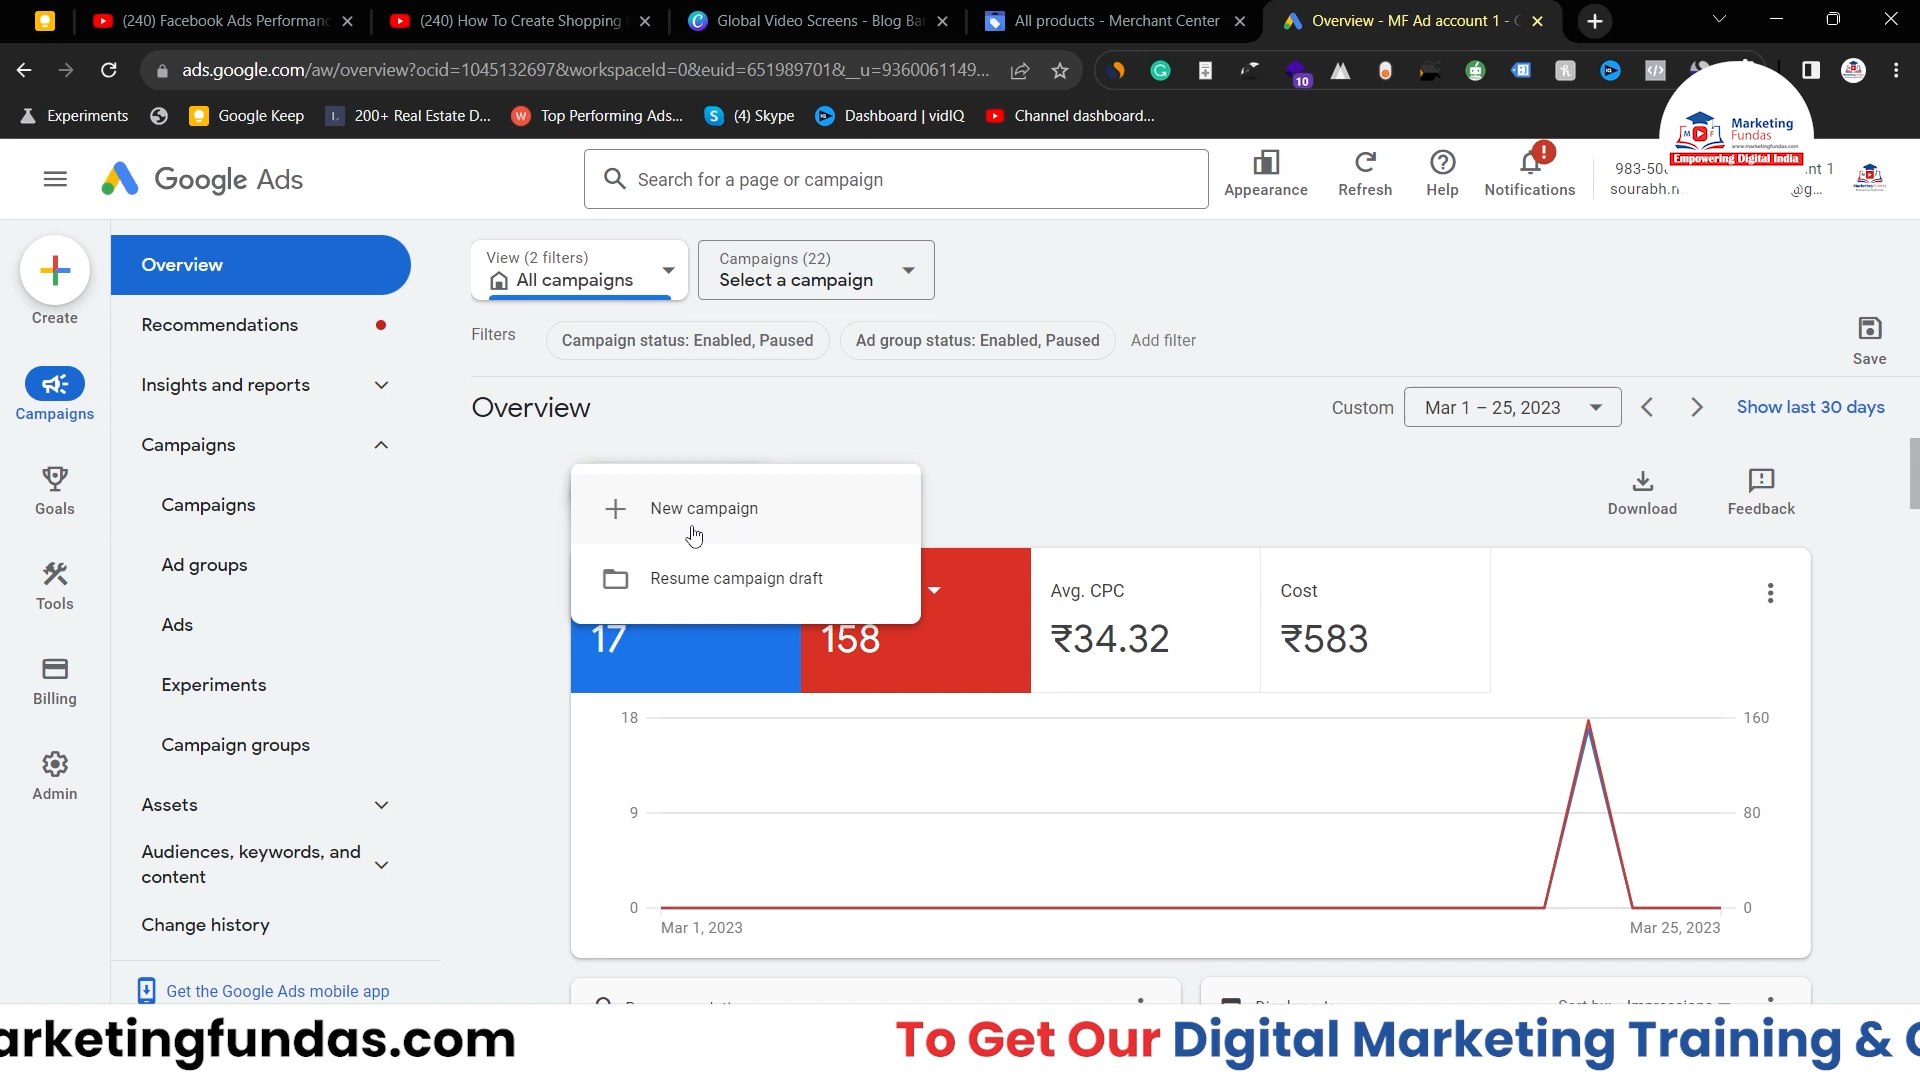 (240) Facebook Ads Performanc
(240) How To Create Shopping
Global Video Screens - Blog Ba
All products - Merchant Center
Overview - MF Ad account 1 -
ads.google.com/aw/overview?ocid=1045132697&workspaceId=0&euid=651989701&__u=9360061149...
10
Experiments
Google Keep
200+ Real Estate D...
Top Performing Ads...
(4) Skype
Dashboard | vidIQ
Channel dashboard...
Marketing
Fundas
www.marketingfundas.com
Empowering Digital India
Google Ads
Search for a page or campaign
Appearance
Refresh
Help
Notifications
983-50
nt 1
sourabh.n
@g...
Create
Campaigns
Goals
Tools
Billing
Admin
Overview
Recommendations
Insights and reports
Campaigns
Campaigns
Ad groups
Ads
Experiments
Campaign groups
Assets
Audiences, keywords, and
content
Change history
Get the Google Ads mobile app
View (2 filters)
All campaigns
Campaigns (22)
Select a campaign
Filters
Campaign status: Enabled, Paused
Ad group status: Enabled, Paused
Add filter
Save
Overview
Custom
Mar 1 – 25, 2023
Show last 30 days
New campaign
Resume campaign draft
Download
Feedback
17
158
Avg. CPC
₹34.32
Cost
₹583
18
160
9
80
0
0
Mar 1, 2023
Mar 25, 2023
arketingfundas.com
To Get Our Digital Marketing Training &